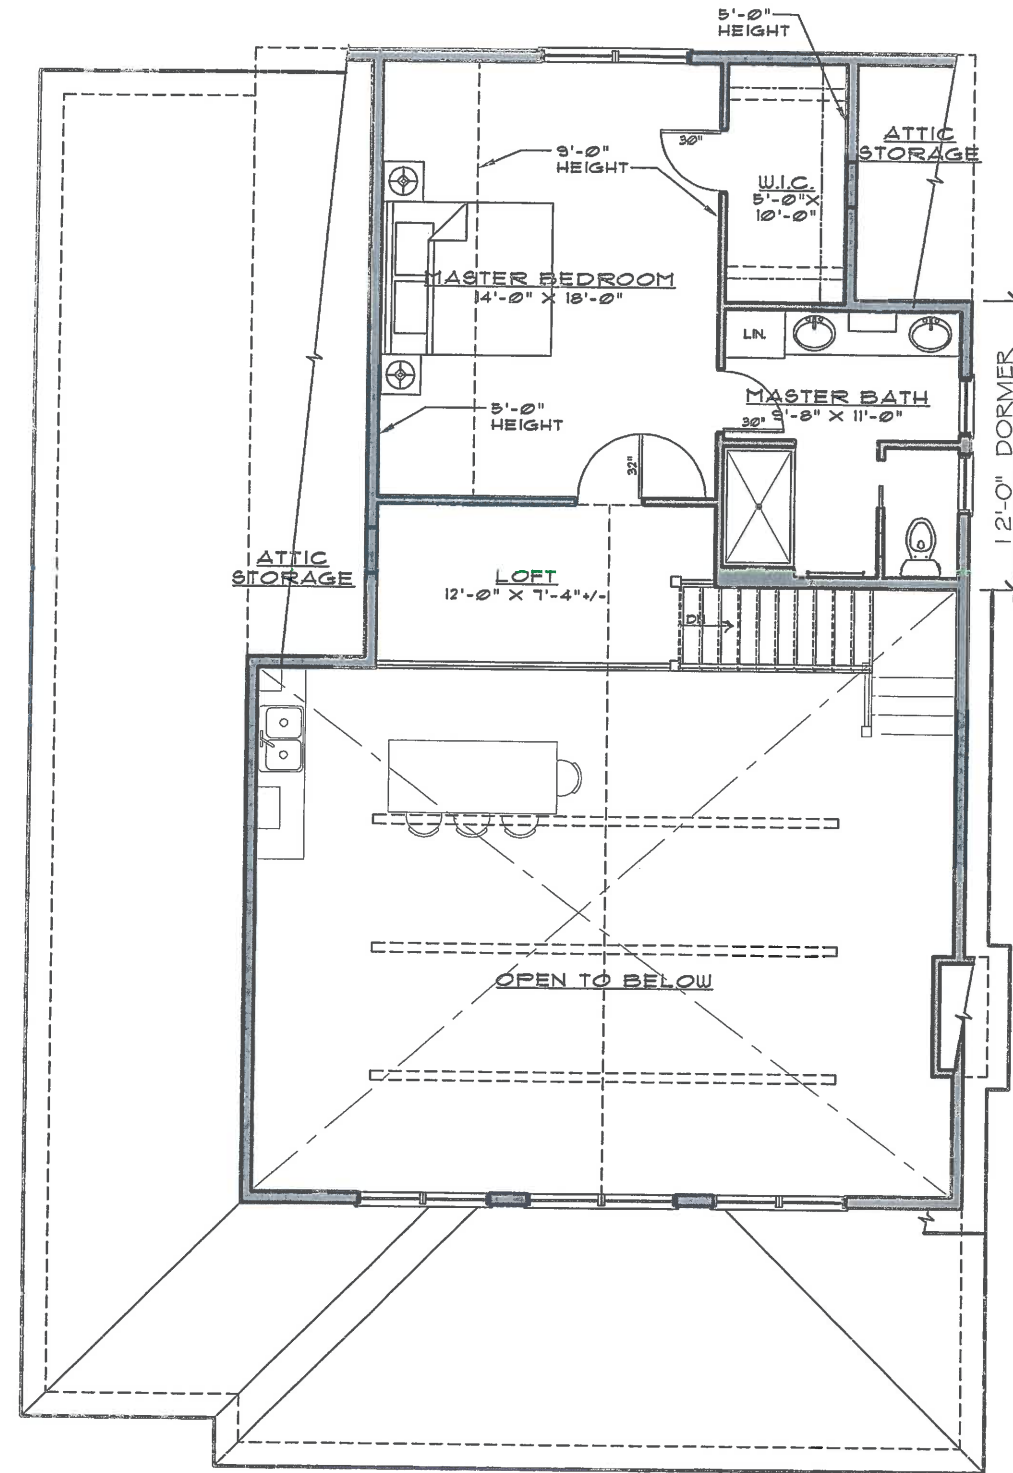 5'-0"
HEIGHT
ATTIC
STORAGE
30"
9'-0"
HEIGHT
W.I.C.
5'-0" X
10'-0"
MASTER BEDROOM
14'-0" X 18'-0"
LIN.
12'-0" DORMER
MASTER BATH
9'-8" X 11'-0"
30"
5'-0"
HEIGHT
32"
ATTIC
STORAGE
LOFT
12'-0" X 7'-4"+/-
DN
OPEN TO BELOW